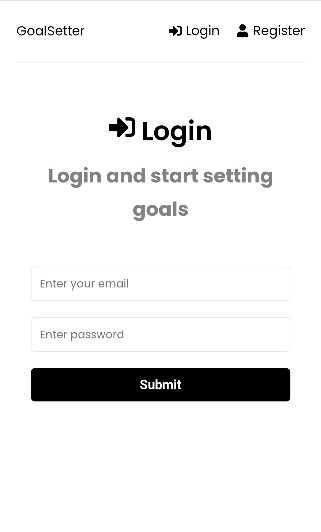 GoalSetter Login Register
Login
Login and start setting
goals
Enter your email
Enter password
Submit